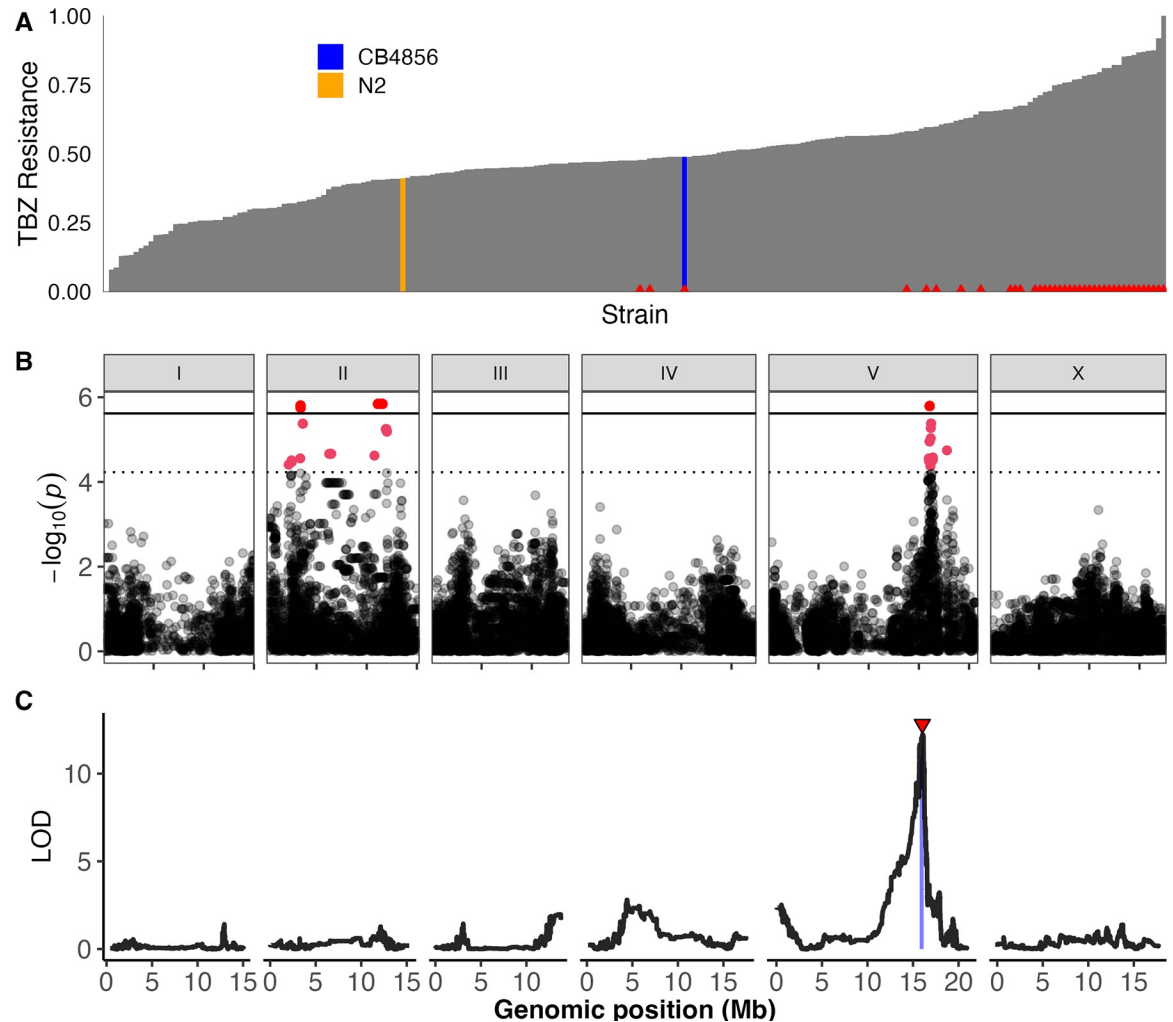 A
1.00
0.75
0.50
0.25
0.00
TBZ Resistance
CB4856
N2
Strain
B
I II III IV V X
6
4
2
0
−log10(p)
C
10
5
0
LOD
0 5 10 15 0 5 10 15 0 5 10 0 5 10 15 0 5 10 15 20 0 5 10 15
Genomic position (Mb)